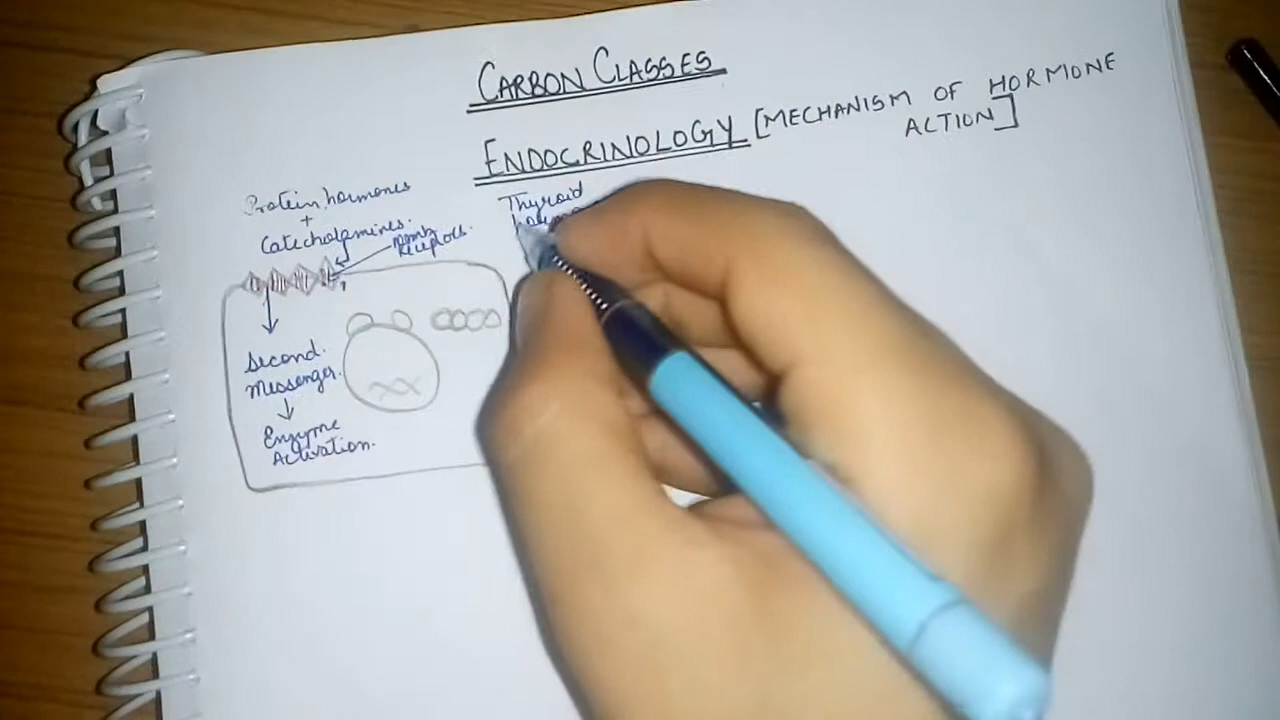 CARBON CLASSES
ENDOCRINOLOGY [MECHANISM OF HORMONE
ACTION]
Protein hormones
+
Catecholamines.
memb
receptors.
Thyroid
Second.
messenger.
Enzyme
Activation.